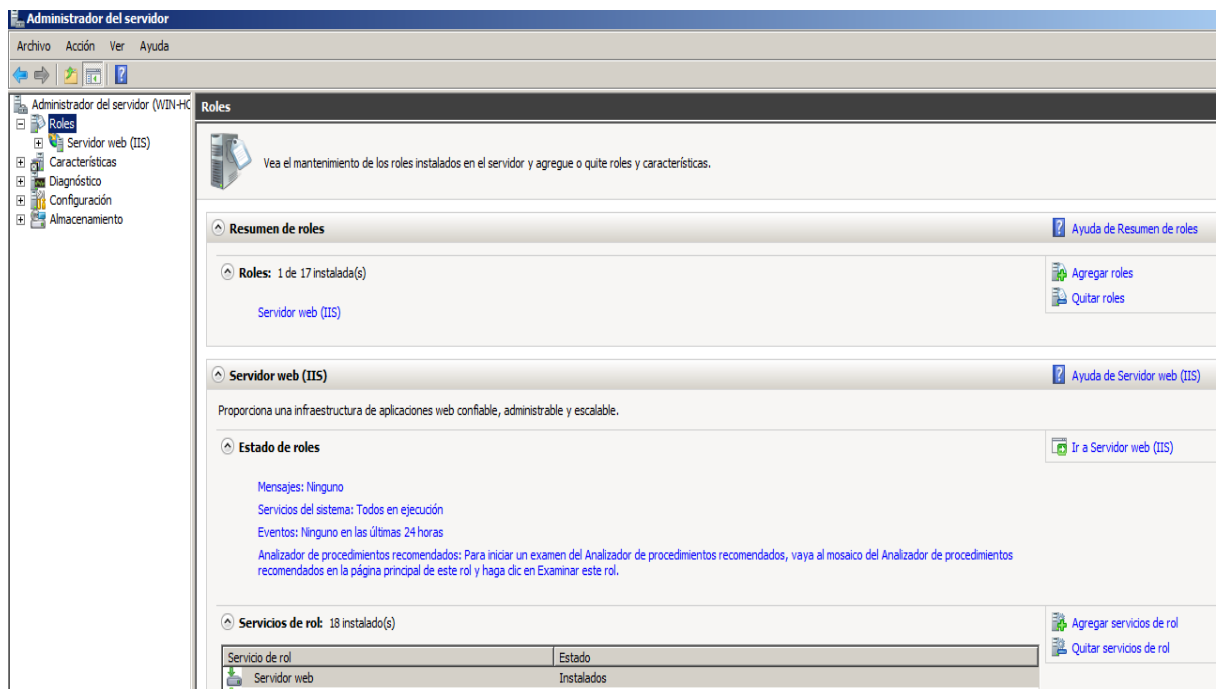 Administrador del servidor
Archivo Acción Ver Ayuda
Administrador del servidor (WIN-HC
Roles
Servidor web (IIS)
Características
Diagnóstico
Configuración
Almacenamiento
Roles
Vea el mantenimiento de los roles instalados en el servidor y agregue o quite roles y características.
Resumen de roles
Ayuda de Resumen de roles
Roles: 1 de 17 instalada(s)
Agregar roles
Quitar roles
Servidor web (IIS)
Servidor web (IIS)
Ayuda de Servidor web (IIS)
Proporciona una infraestructura de aplicaciones web confiable, administrable y escalable.
Estado de roles
Ir a Servidor web (IIS)
Mensajes: Ninguno
Servicios del sistema: Todos en ejecución
Eventos: Ninguno en las últimas 24 horas
Analizador de procedimientos recomendados: Para iniciar un examen del Analizador de procedimientos recomendados, vaya al mosaico del Analizador de procedimientos
recomendados en la página principal de este rol y haga clic en Examinar este rol.
Servicios de rol: 18 instalado(s)
Agregar servicios de rol
Quitar servicios de rol
Servicio de rol Estado
Servidor web Instalados